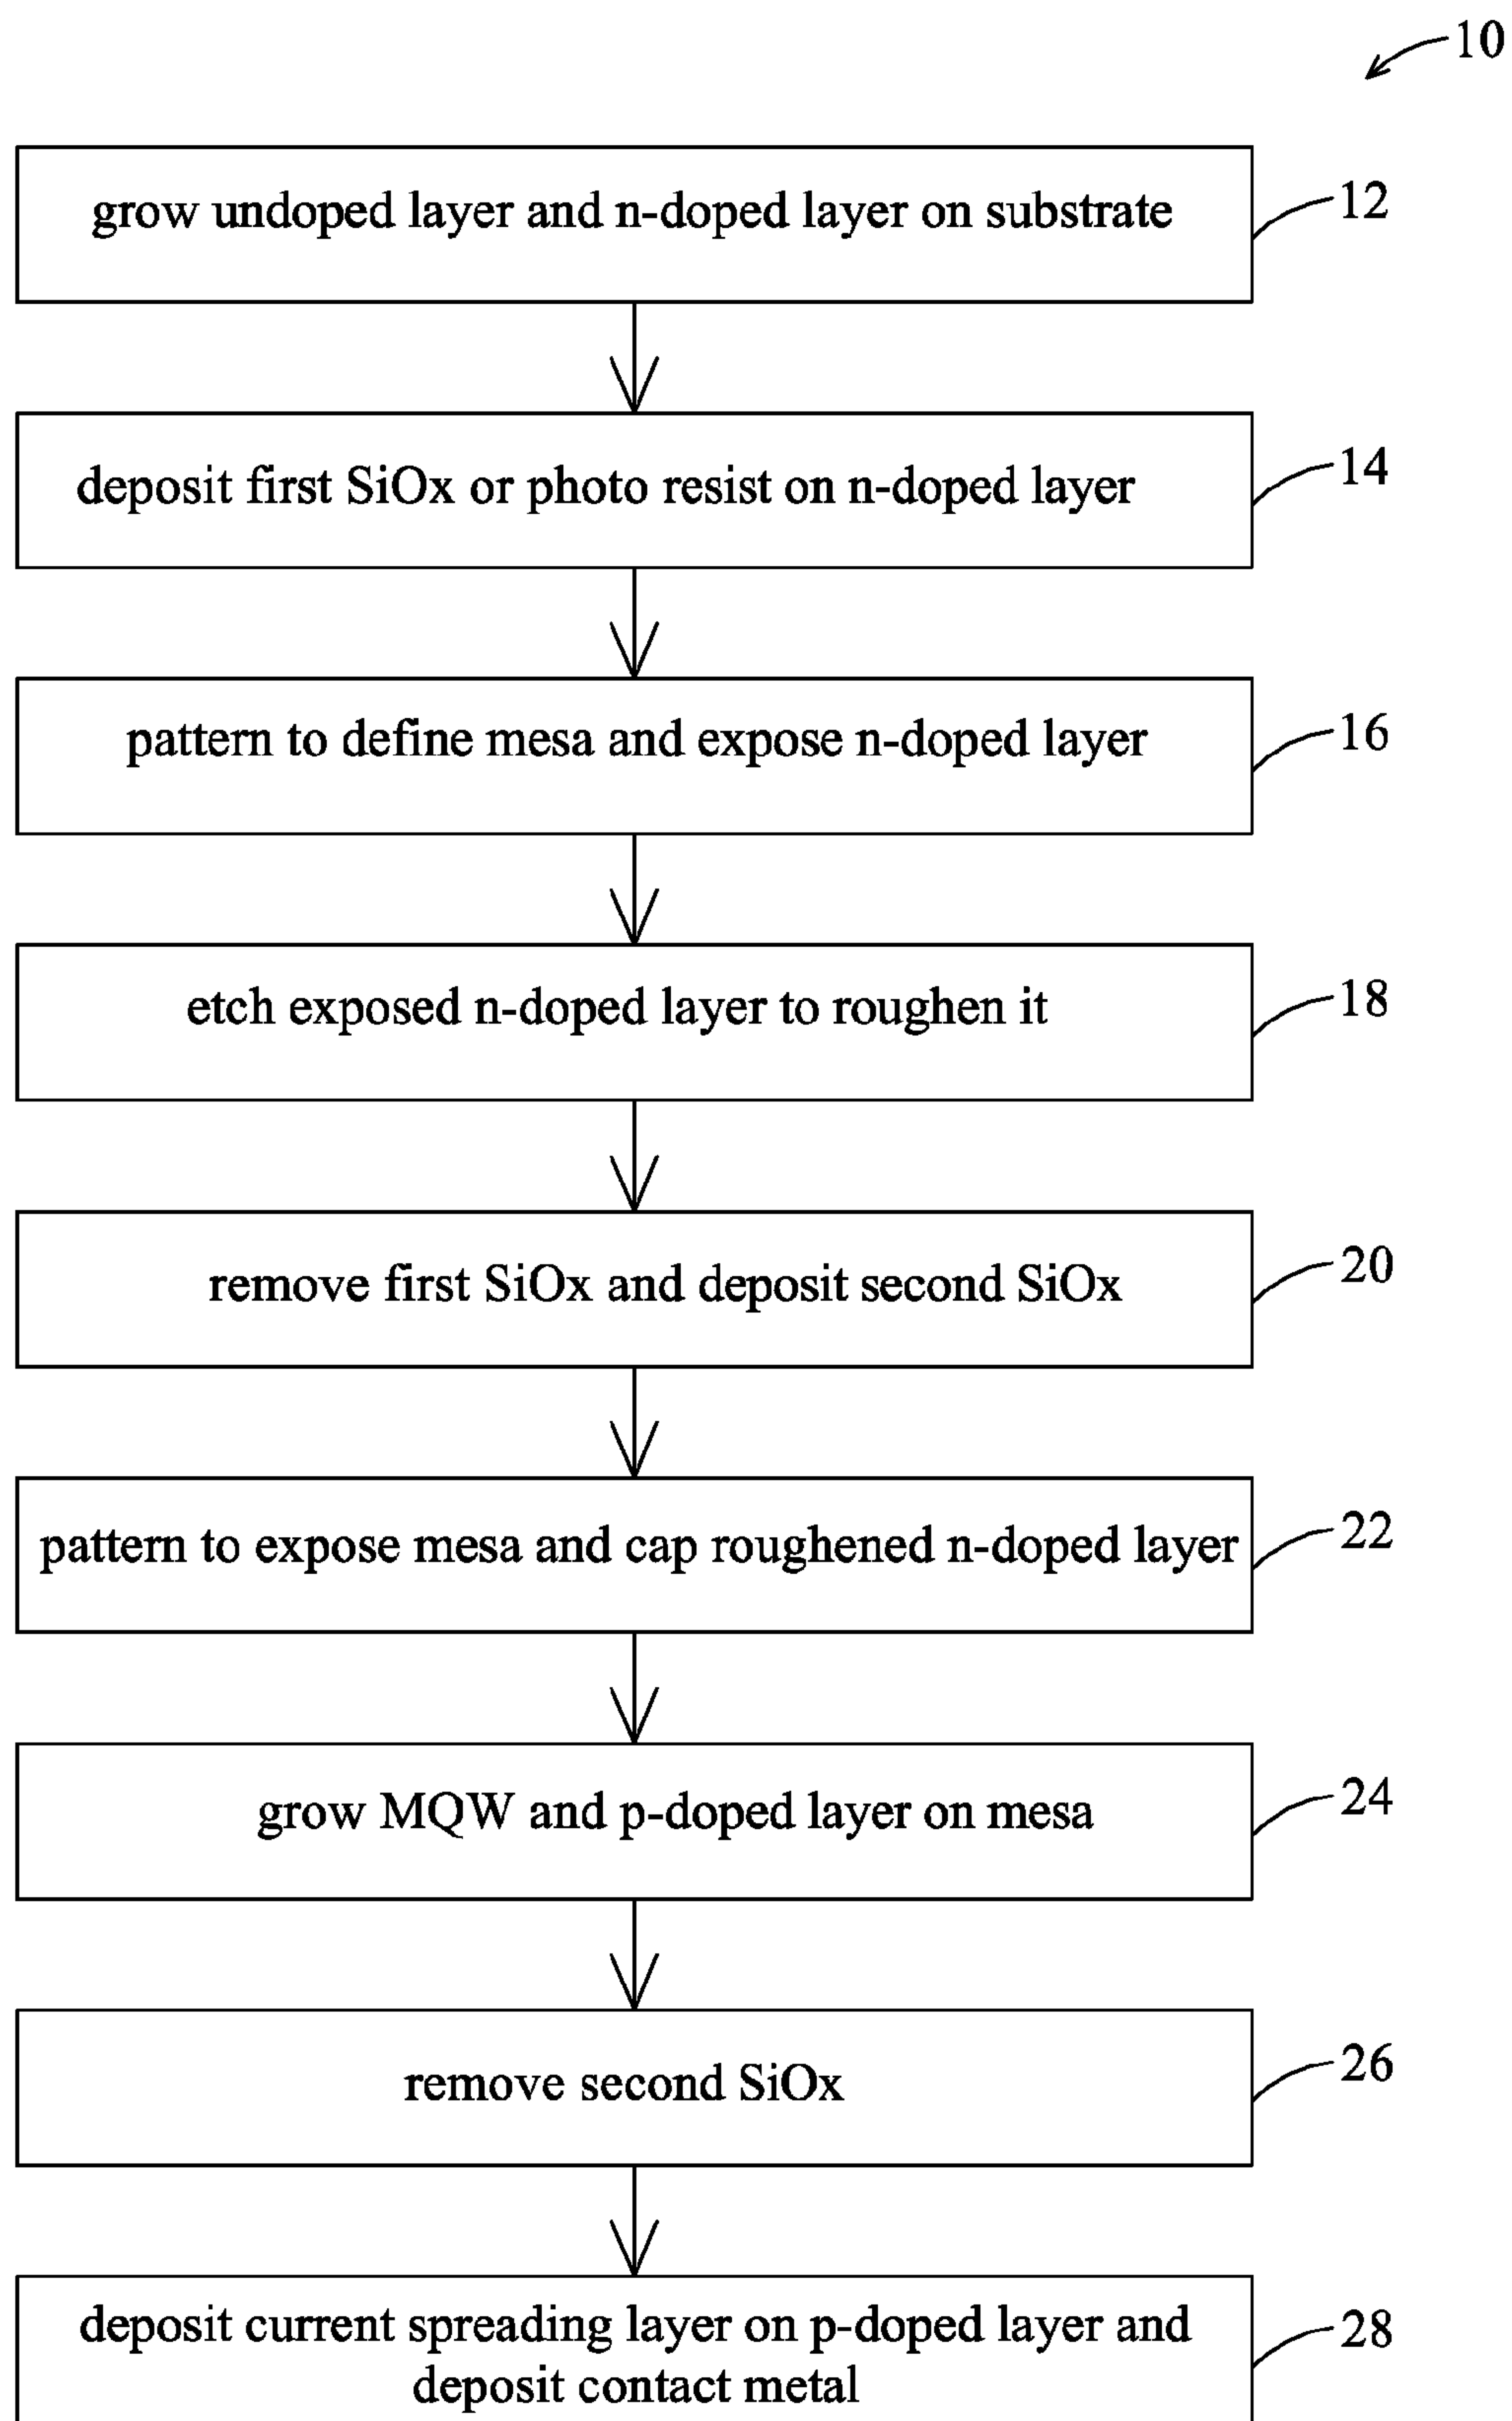 10
grow undoped layer and n-doped layer on substrate
12
deposit first SiOx or photo resist on n-doped layer
14
pattern to define mesa and expose n-doped layer
16
etch exposed n-doped layer to roughen it
18
remove first SiOx and deposit second SiOx
20
pattern to expose mesa and cap roughened n-doped layer
22
grow MQW and p-doped layer on mesa
24
remove second SiOx
26
deposit current spreading layer on p-doped layer and
deposit contact metal
28